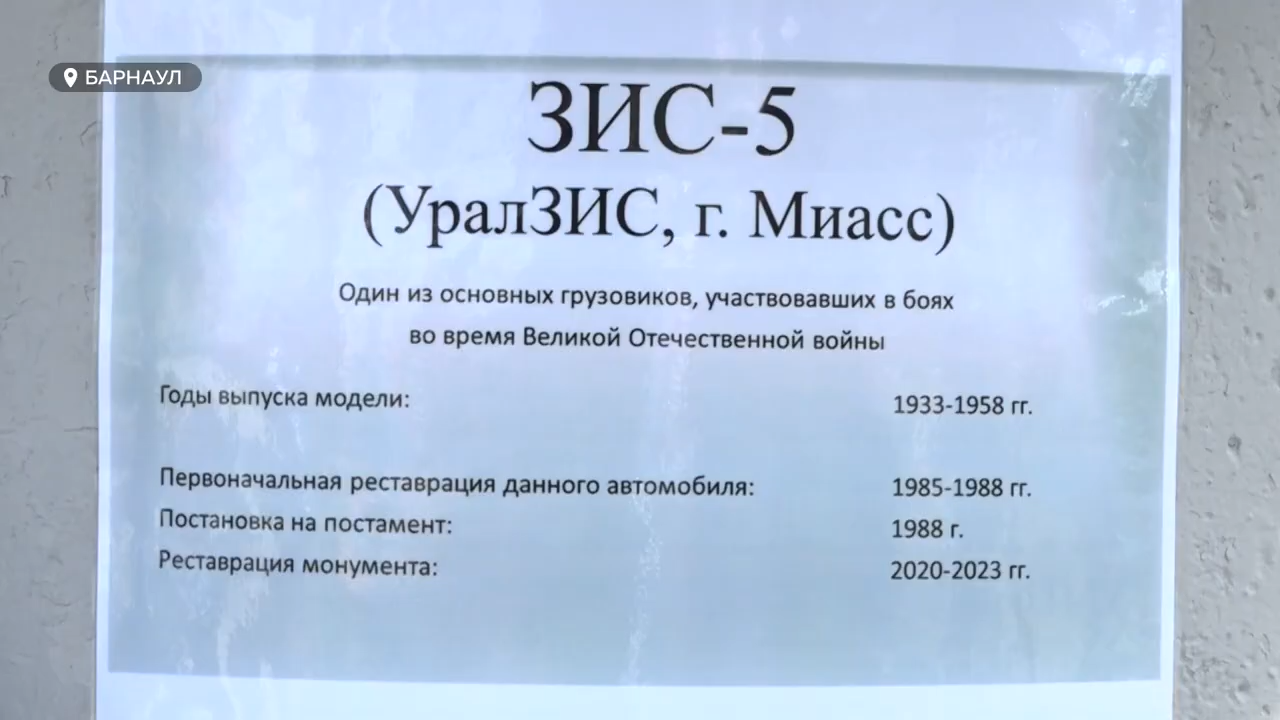 БАРНАУЛ
ЗИС-5
(УралЗИС, г. Миасс)
Один из основных грузовиков, участвовавших в боях
во время Великой Отечественной войны
Годы выпуска модели: 1933-1958 гг.
Первоначальная реставрация данного автомобиля: 1985-1988 гг.
Постановка на постамент: 1988 г.
Реставрация монумента: 2020-2023 гг.